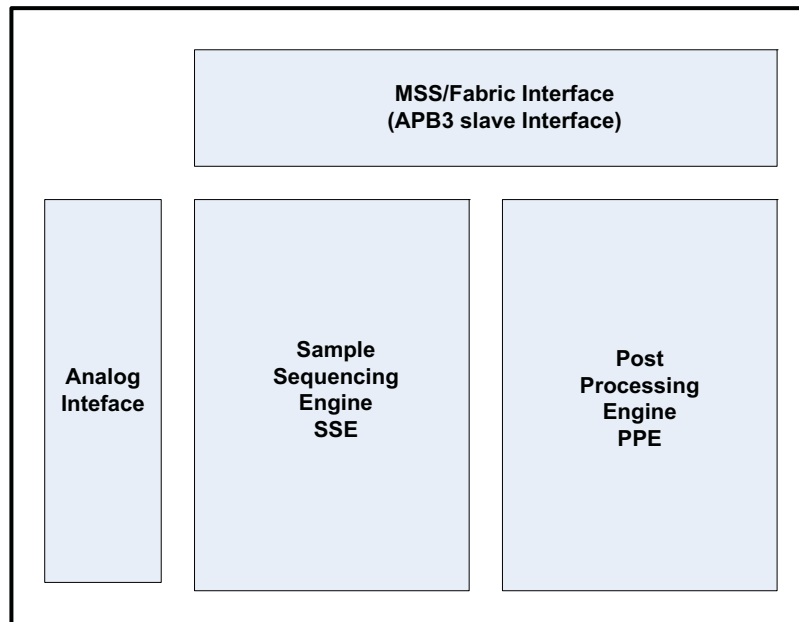 MSS/Fabric Interface
(APB3 slave Interface)
Analog
Inteface
Sample
Sequencing
Engine
SSE
Post
Processing
Engine
PPE